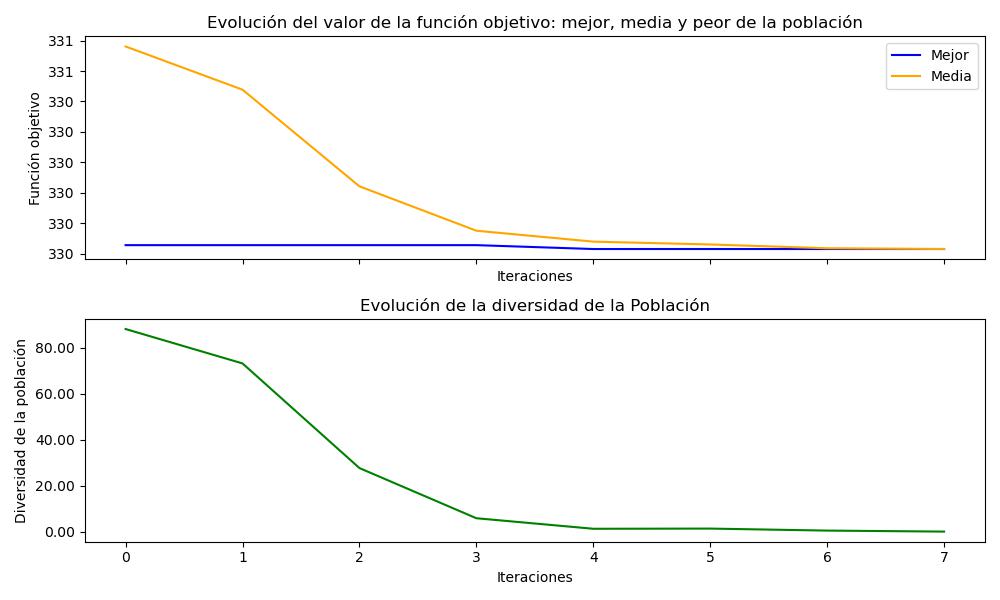 Evolución del valor de la función objetivo: mejor, media y peor de la población
Función objetivo
331
331
330
330
330
330
330
330
Mejor
Media
Iteraciones
Evolución de la diversidad de la Población
Diversidad de la población
80.00
60.00
40.00
20.00
0.00
0 1 2 3 4 5 6 7
Iteraciones